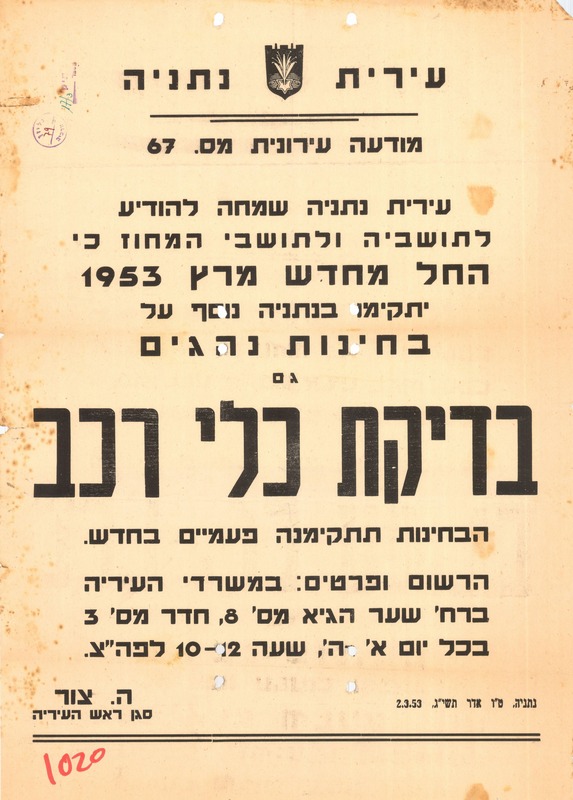 עירית נתניה
מודעה עירונית מס. 67
עירית נתניה שמחה להודיע
לתושביה ולתושבי המחוז כי
החל מחדש מרץ 1953
יתקימו בנתניה נוסף על
בחינות נהגים
גם
בדיקת כלי רכב
הבחינות תתקימנה פעמיים בחדש.
הרשום ופרטים: במשרדי העיריה
ברח' שער הגיא מס' 8, חדר מס' 3
בכל יום א'-ה', שעה 10-12 לפה"צ.
ה. צור
סגן ראש העיריה
נתניה, ט"ו אדר תשי"ג, 2.3.53
1020